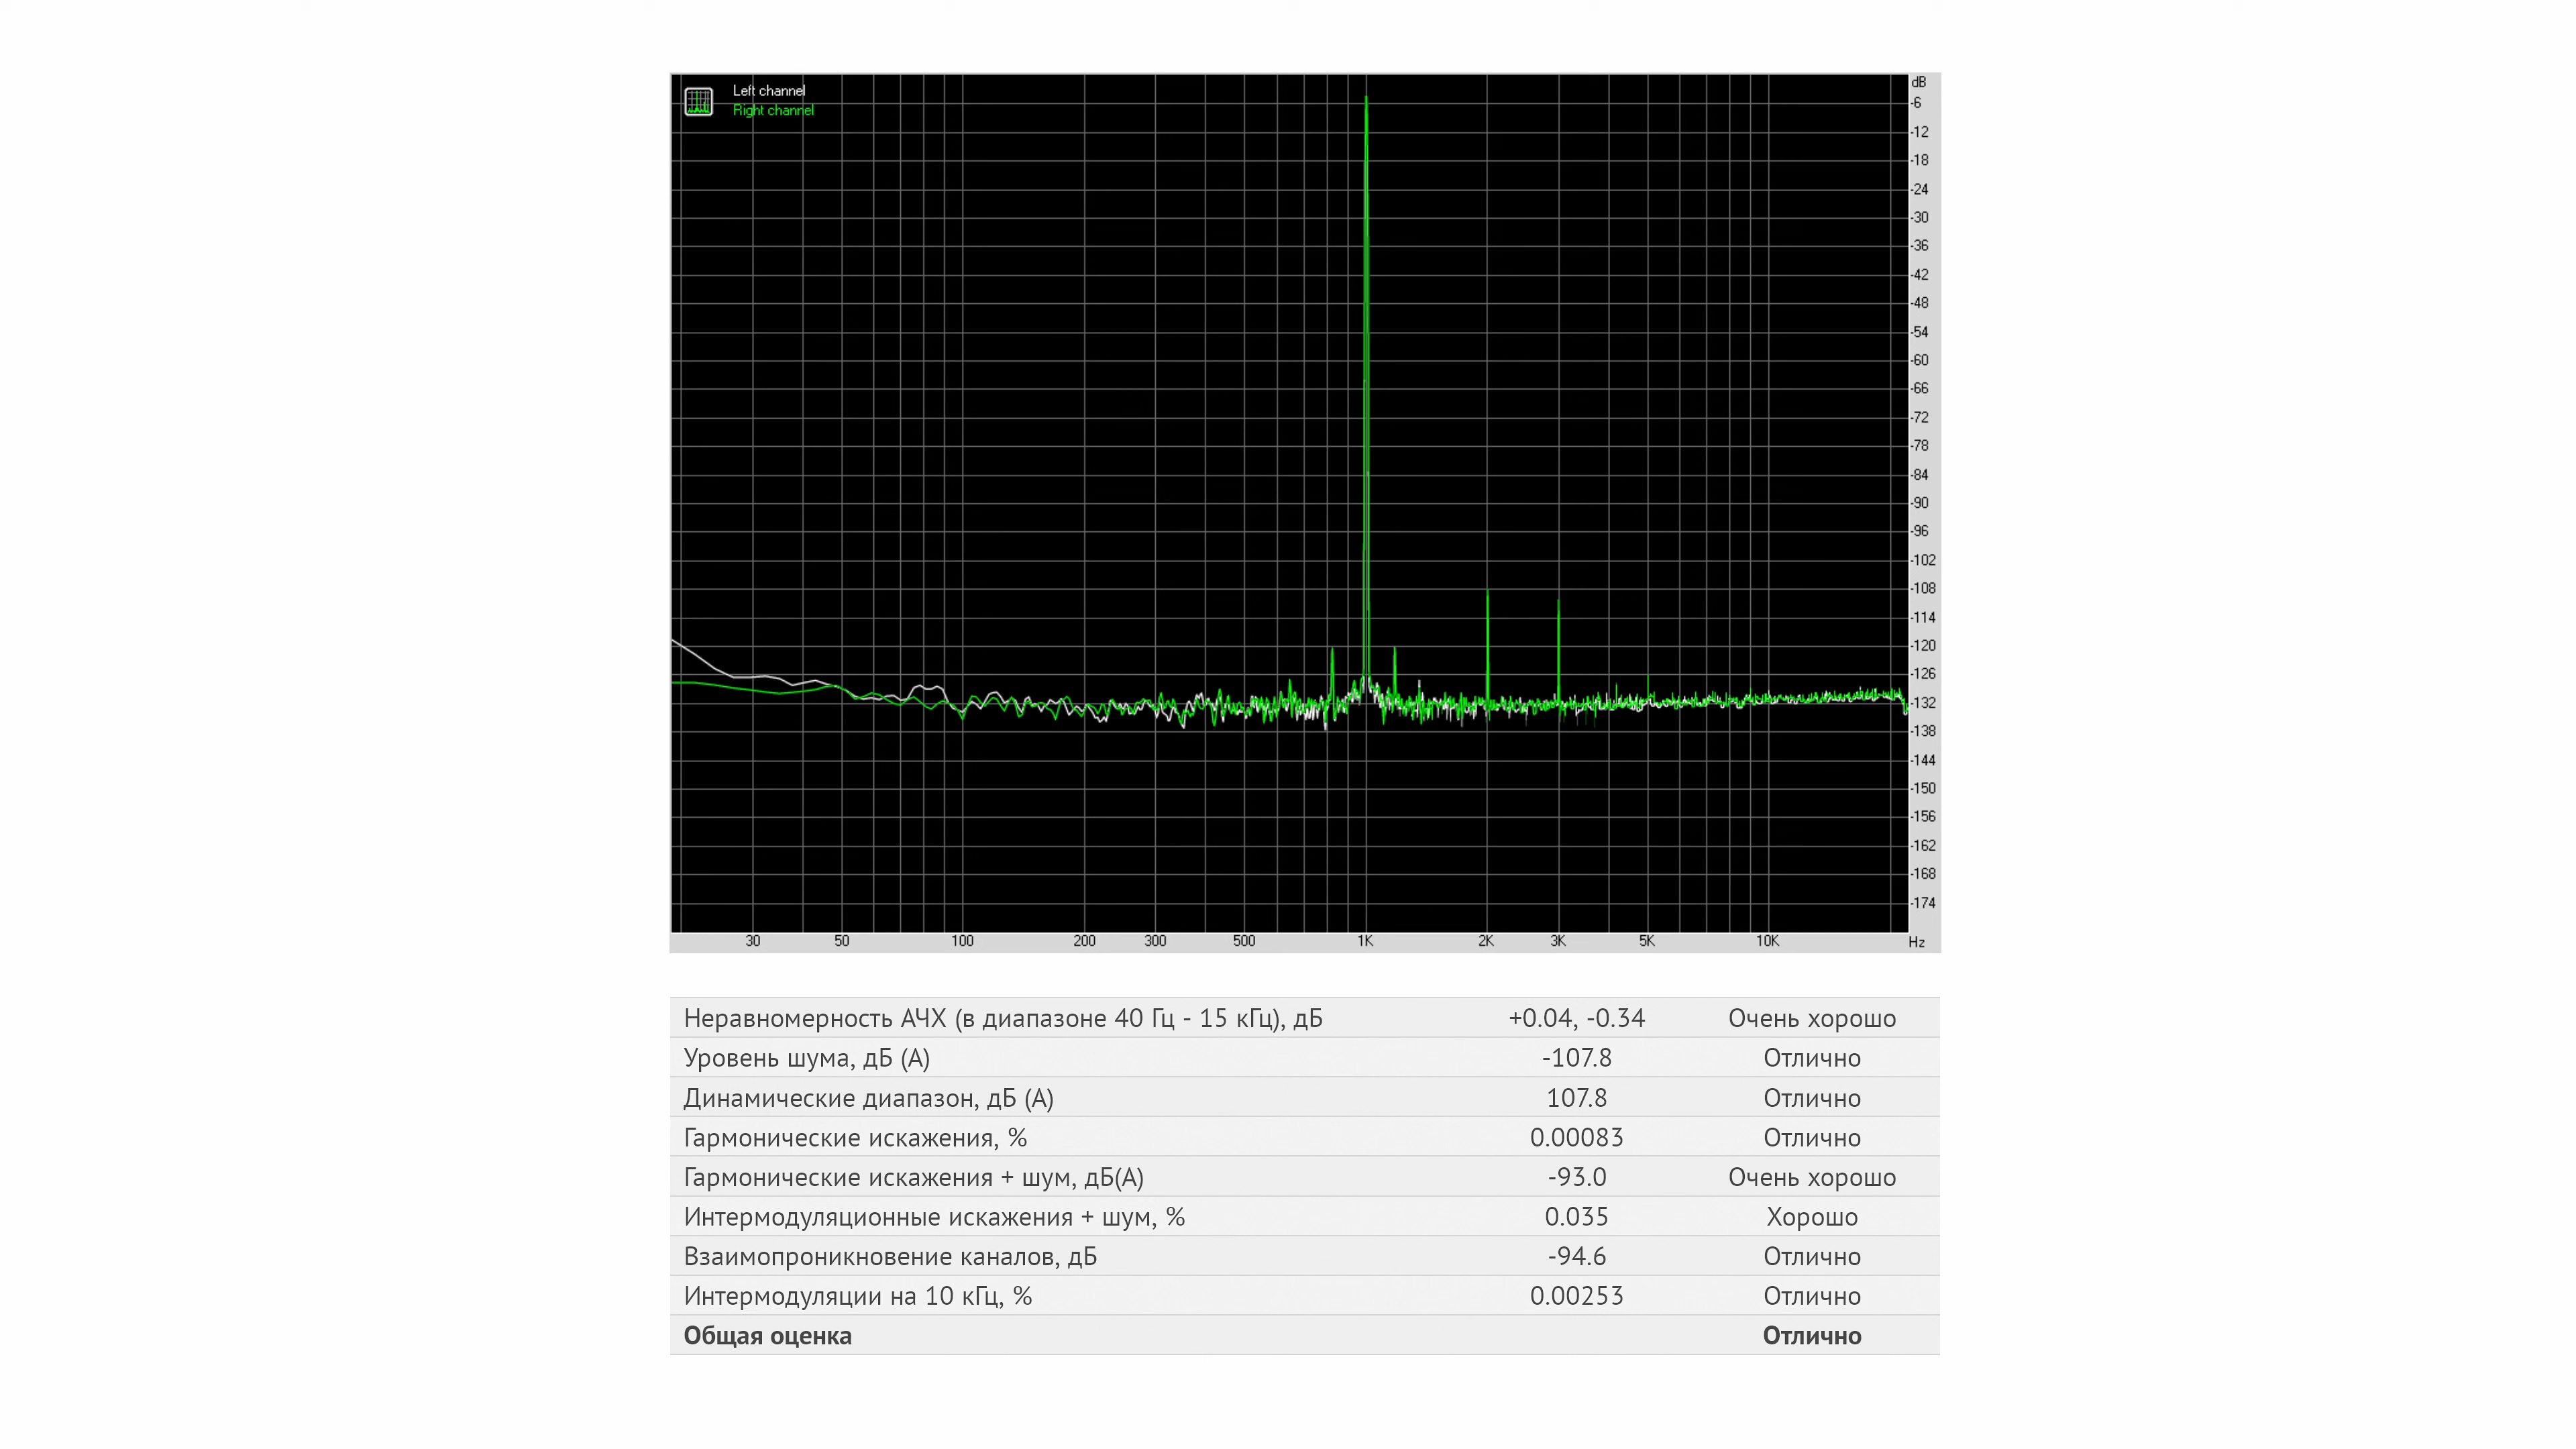 Left channel
Right channel
dB
-6
-12
-18
-24
-30
-36
-42
-48
-54
-60
-66
-72
-78
-84
-90
-96
-102
-108
-114
-120
-126
-132
-138
-144
-150
-156
-162
-168
-174
30 50 100 200 300 500 1K 2K 3K 5K 10K Hz
Неравномерность АЧХ (в диапазоне 40 Гц - 15 кГц), дБ +0.04, -0.34 Очень хорошо
Уровень шума, дБ (А) -107.8 Отлично
Динамический диапазон, дБ (А) 107.8 Отлично
Гармонические искажения, % 0.00083 Отлично
Гармонические искажения + шум, дБ(А) -93.0 Очень хорошо
Интермодуляционные искажения + шум, % 0.035 Хорошо
Взаимопроникновение каналов, дБ -94.6 Отлично
Интермодуляции на 10 кГц, % 0.00253 Отлично
Общая оценка Отлично